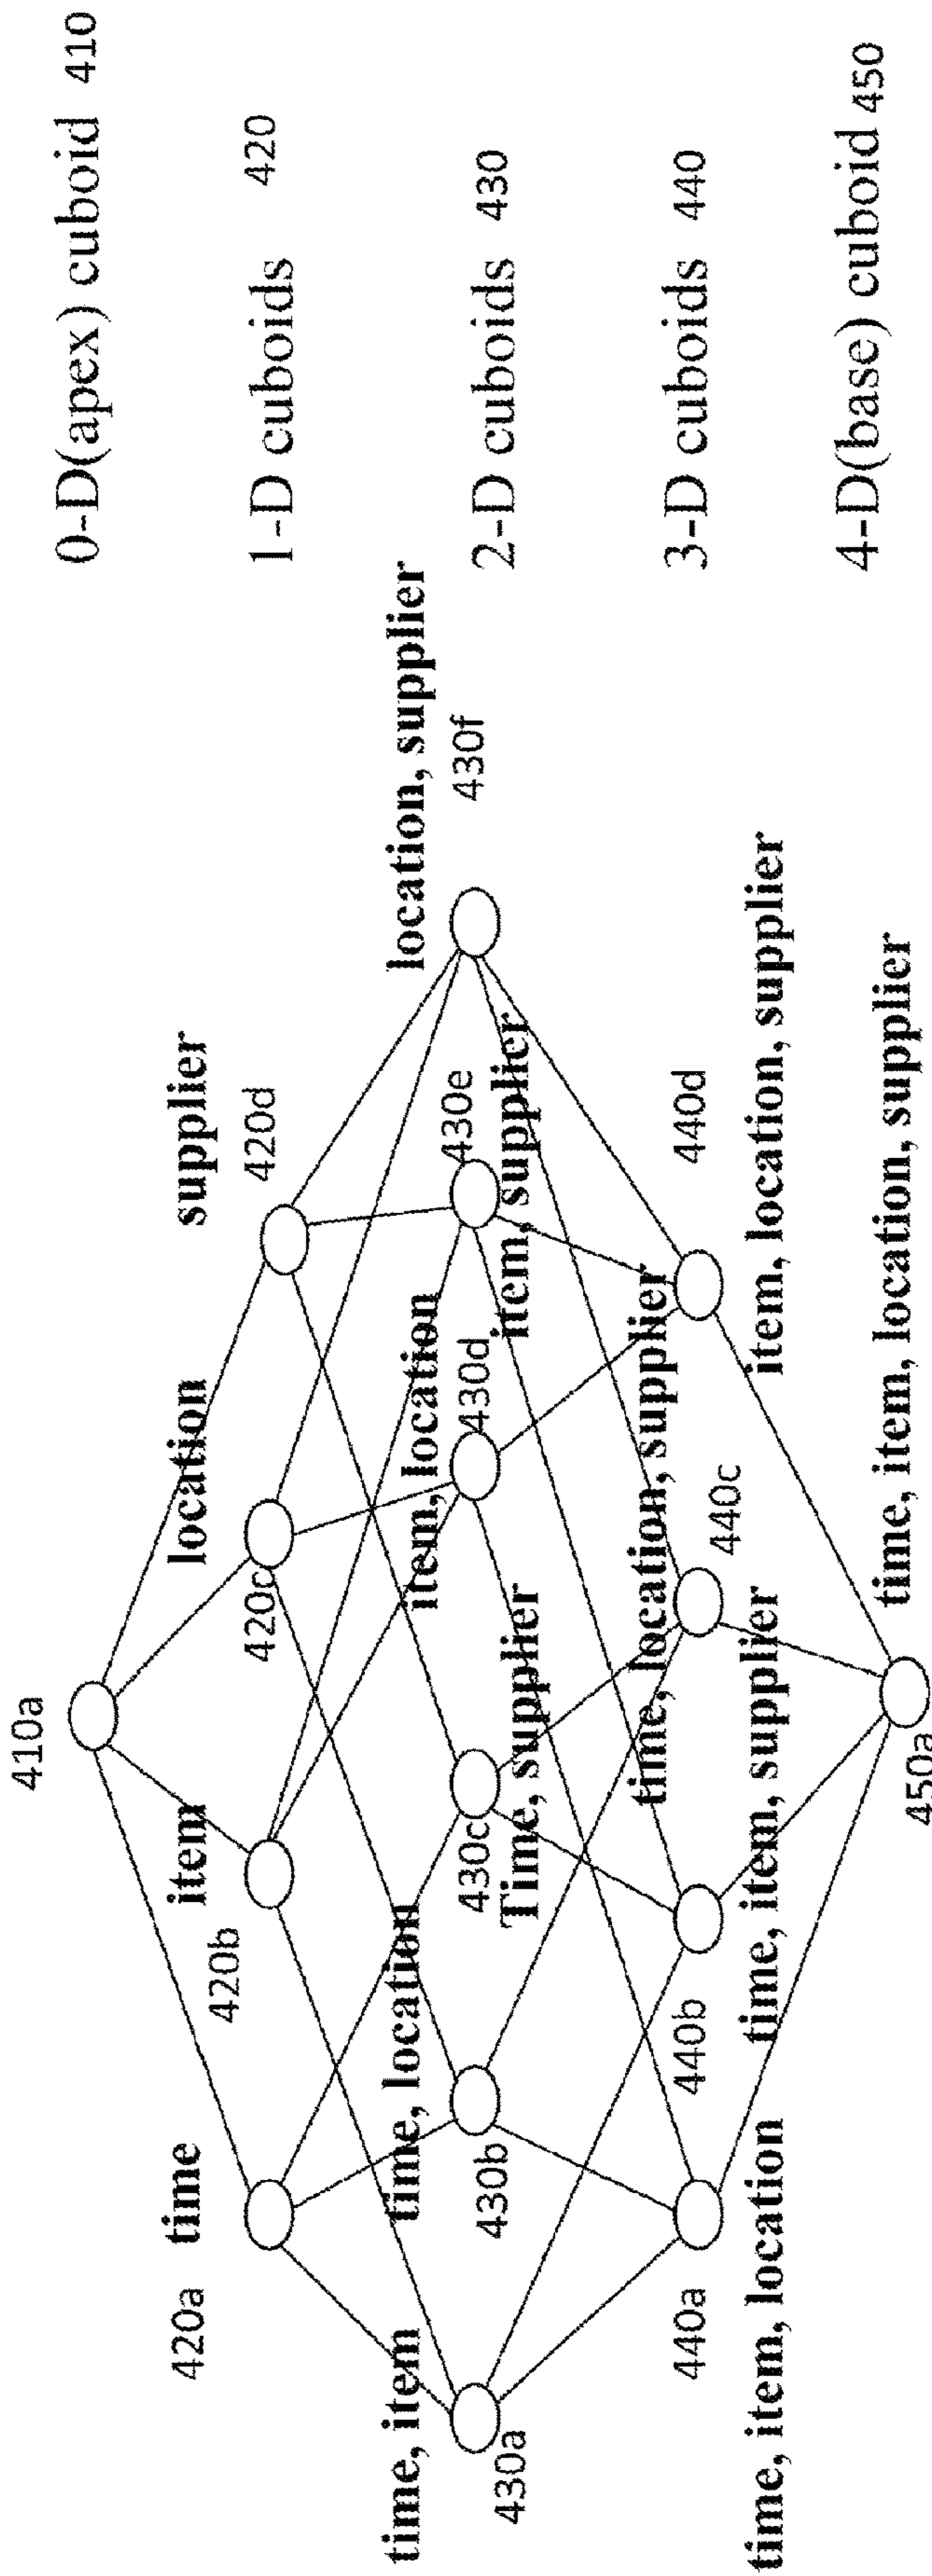 410a
0-D(apex) cuboid 410
420a
time
420b
item
420c
location
supplier
420d
1-D cuboids 420
time, item
430a
time, location
430b
430c
Time, supplier
item, location
430d
430e
item, supplier
location, supplier
430f
2-D cuboids 430
440a
time, item, location
440b
time, item, supplier
time, location, supplier
440c
440d
item, location, supplier
3-D cuboids 440
450a
time, item, location, supplier
4-D(base) cuboid 450